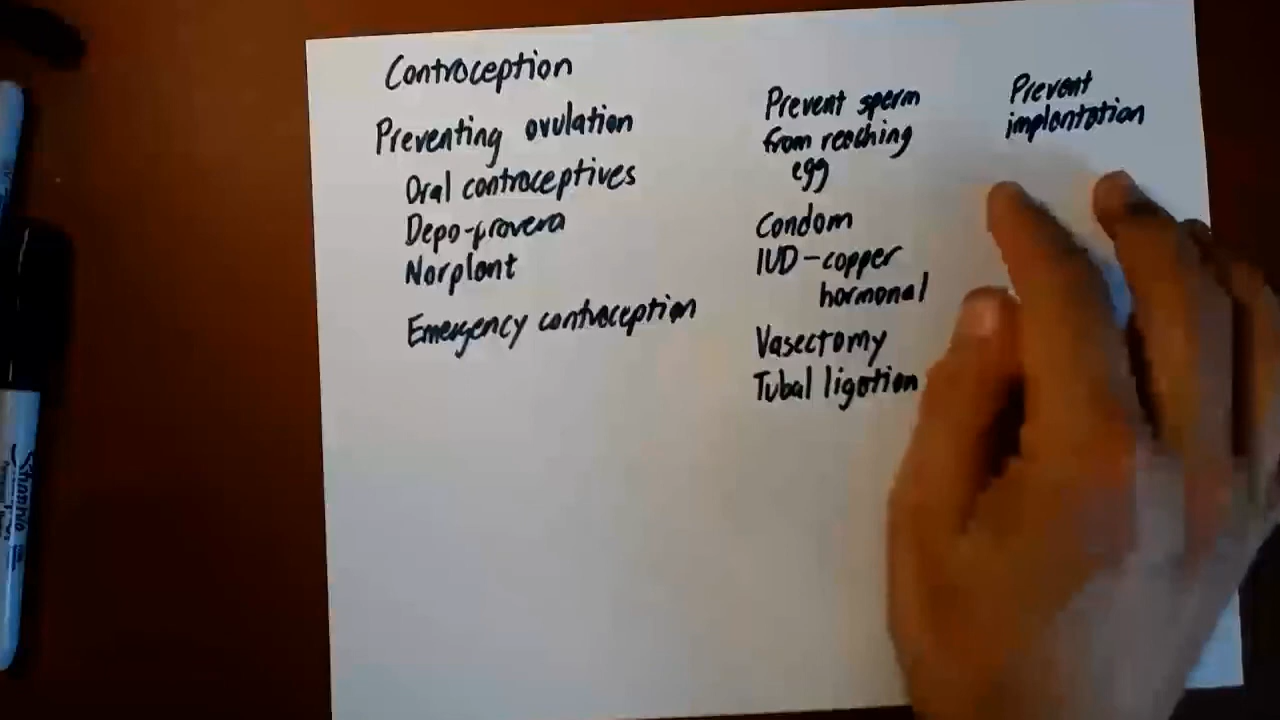 Contraception
Preventing ovulation
Oral contraceptives
Depo-provera
Norplant
Emergency contraception
Prevent sperm
from reaching
egg
Condom
IUD - copper
hormonal
Vasectomy
Tubal ligation
Prevent
implantation
Sharpie